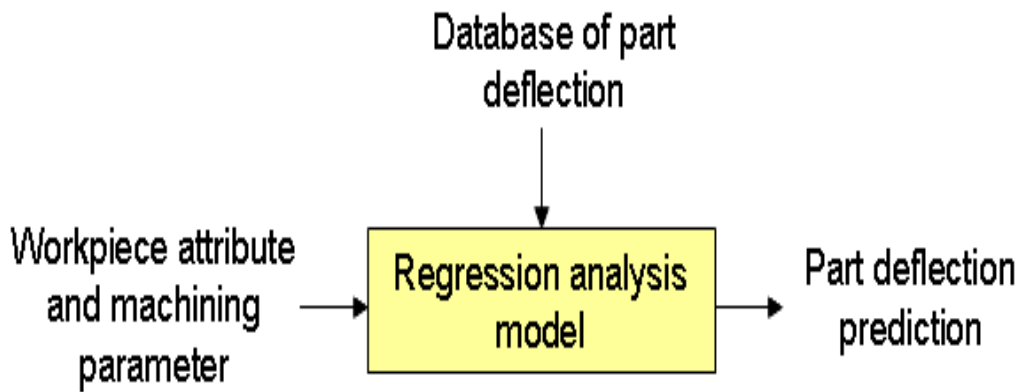 Database of part
deflection
Workpiece attribute
and machining
parameter
Regression analysis
model
Part deflection
prediction